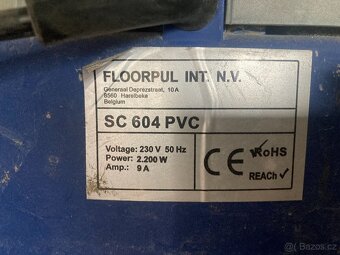 FLOORPUL INT. N.V.
Generaal Deprezstraat, 10A
8560 Harelbeke
Belgium
SC 604 PVC
Voltage: 230 V 50 Hz
Power: 2.200 W
Amp.: 9 A
CE
RoHS
REACh
Bazoš.cz